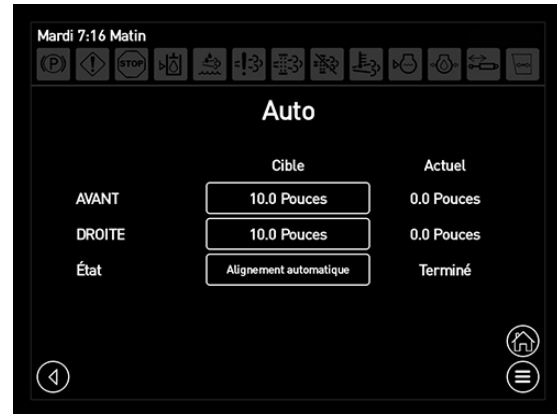 Mardi 7:16 Matin
(P) STOP
Auto
Cible Actuel
AVANT 10.0 Pouces 0.0 Pouces
DROITE 10.0 Pouces 0.0 Pouces
État Alignement automatique Terminé